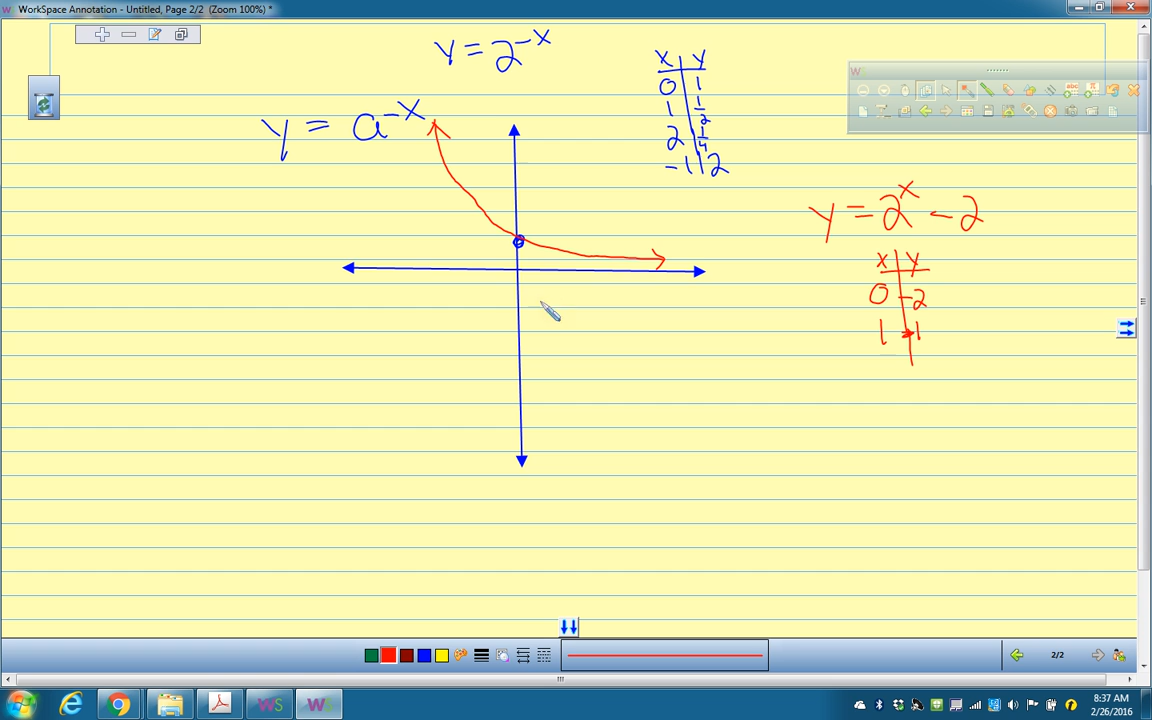 WorkSpace Annotation - Untitled, Page 2/2 (Zoom 100%) *
y = 2^-x
y = a^-x
x | y
0 | 1
1 | 1/2
2 | 1/4
-1 | 2
y = 2^x - 2
x | y
0 | -2
1 | -1
2/2
8:37 AM
2/26/2016